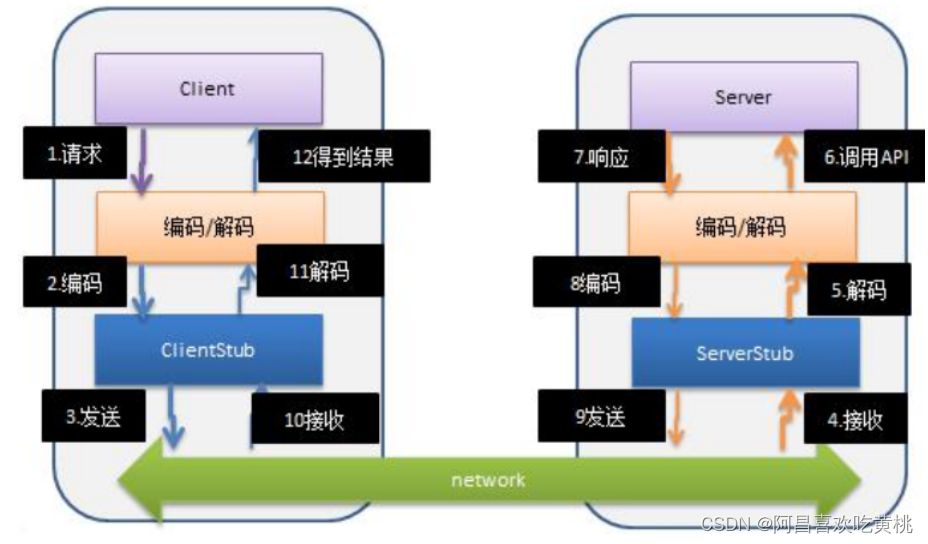 Client
Server
1.请求
12得到结果
7.响应
6.调用API
编码/解码
编码/解码
2.编码
11解码
8编码
5.解码
ClientStub
ServerStub
3.发送
10接收
9发送
4.接收
network
CSDN @阿昌喜欢吃黄桃